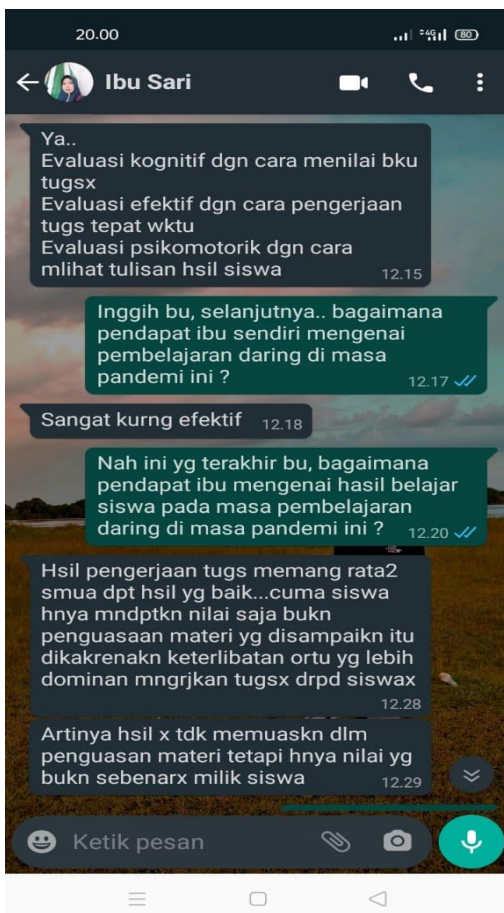 20.00
80
Ibu Sari
Ya..
Evaluasi kognitif dgn cara menilai bku
tugsx
Evaluasi efektif dgn cara pengerjaan
tugs tepat wktu
Evaluasi psikomotorik dgn cara
mlihat tulisan hsil siswa
12.15
Inggih bu, selanjutnya.. bagaimana
pendapat ibu sendiri mengenai
pembelajaran daring di masa
pandemi ini ?
12.17
Sangat kurng efektif
12.18
Nah ini yg terakhir bu, bagaimana
pendapat ibu mengenai hasil belajar
siswa pada masa pembelajaran
daring di masa pandemi ini ?
12.20
Hsil pengerjaan tugs memang rata2
smua dpt hsil yg baik...cuma siswa
hnya mndptkn nilai saja bukn
penguasaan materi yg disampaikn itu
dikakrenakn keterlibatan ortu yg lebih
dominan mngrjkan tugsx drpd siswax
12.28
Artinya hsil x tdk memuaskn dlm
penguasan materi tetapi hnya nilai yg
bukn sebenarx milik siswa
12.29
Ketik pesan